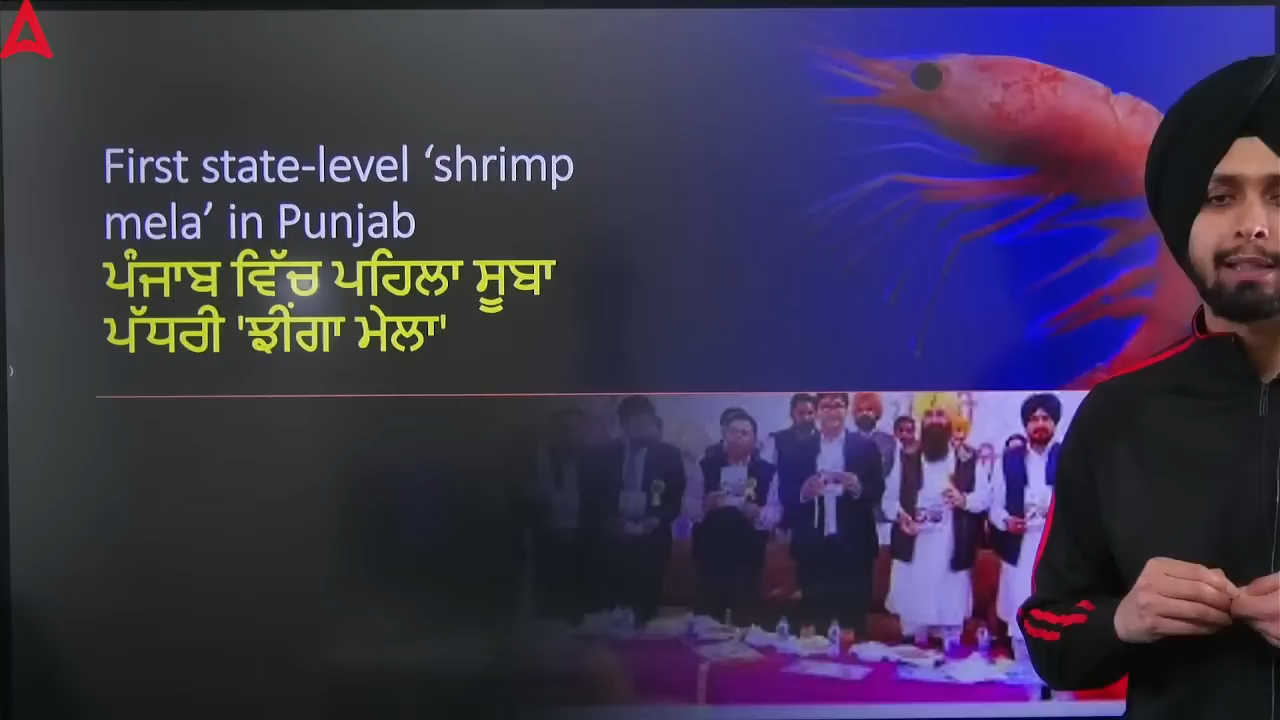 First state-level ‘shrimp
mela’ in Punjab
ਪੰਜਾਬ ਵਿੱਚ ਪਹਿਲਾ ਸੂਬਾ
ਪੱਧਰੀ 'ਝੀਂਗਾ ਮੇਲਾ'